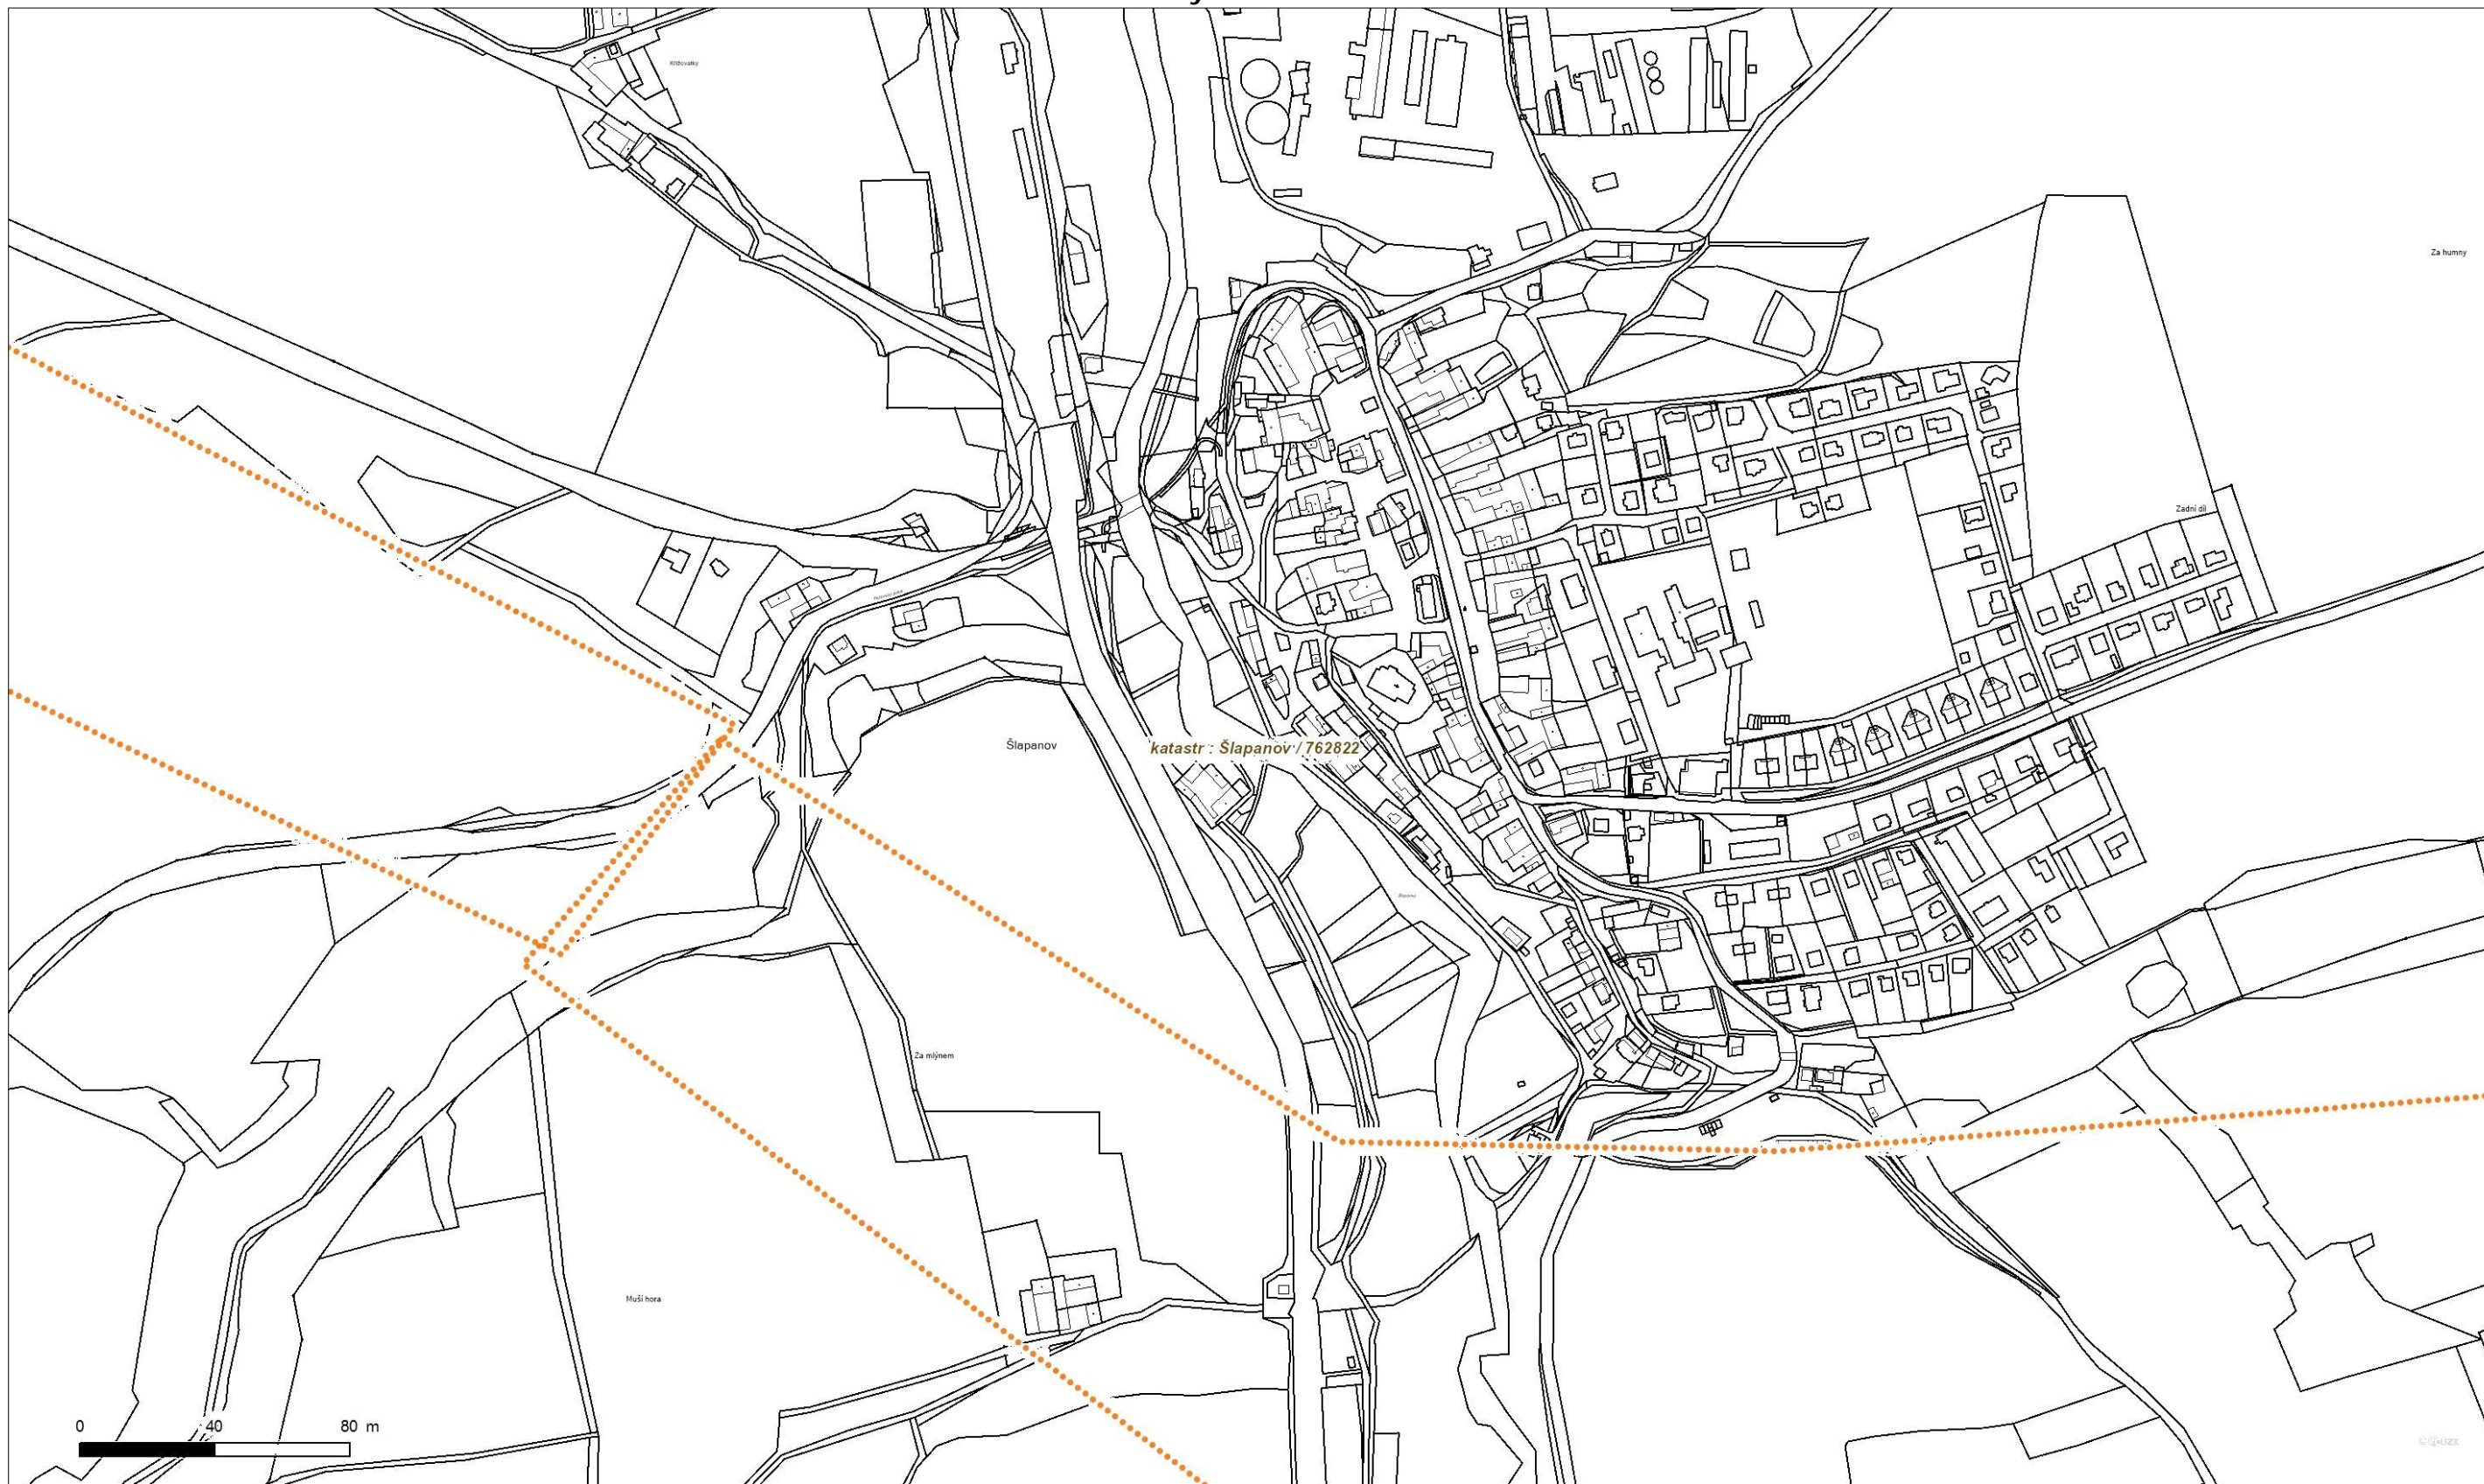 Křižovatky
Za humny
Zadní díl
Šlapanov
katastr : Šlapanov / 762822
Za mlýnem
Muší hora
0 40 80 m